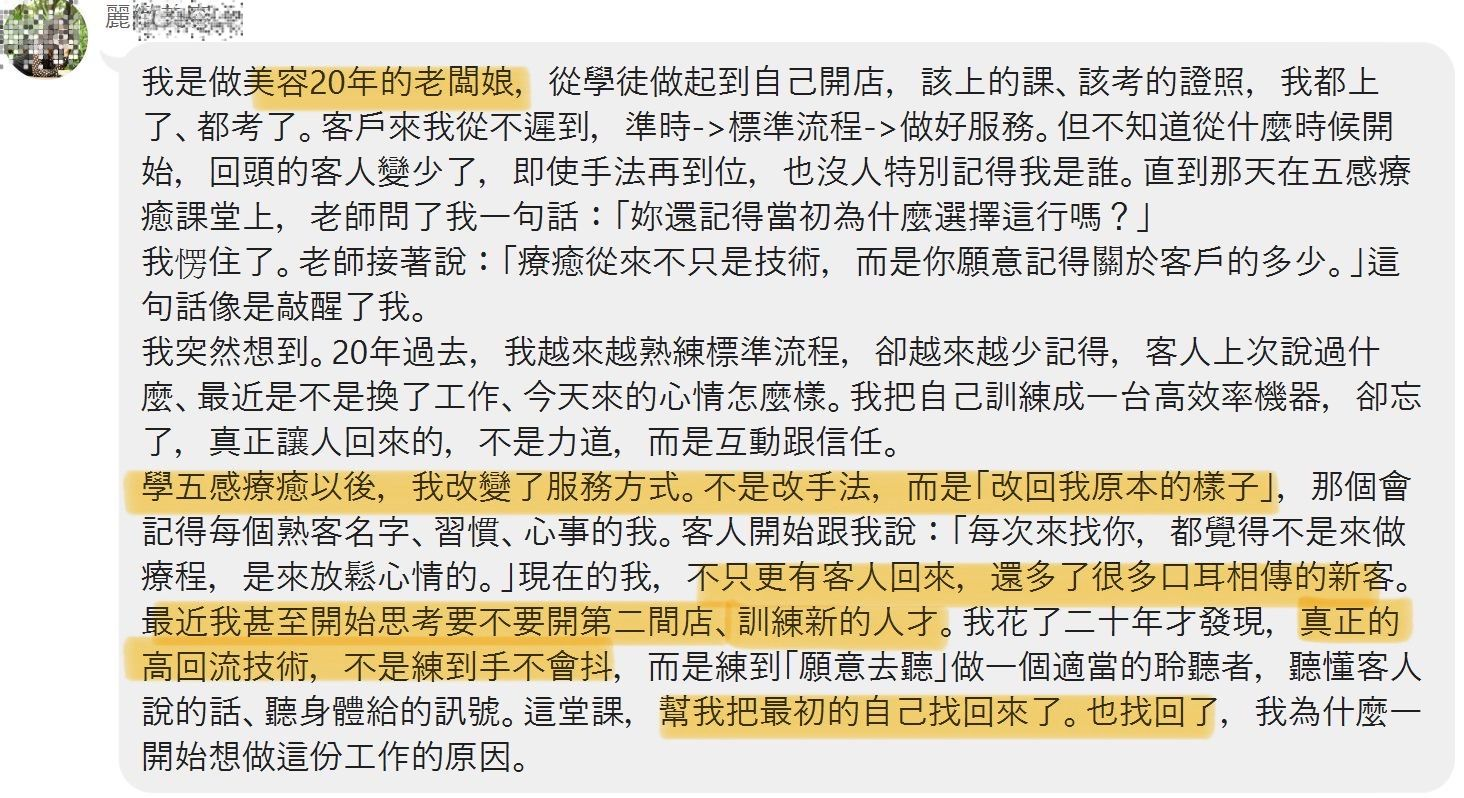 麗
我是做美容20年的老闆娘，從學徒做起到自己開店，該上的課、該考的證照，我都上
了、都考了。客戶來我從不遲到，準時->標準流程->做好服務。但不知道從什麼時候開
始，回頭的客人變少了，即使手法再到位，也沒人特別記得我是誰。直到那天在五感療
癒課堂上，老師問了我一句話：「妳還記得當初為什麼選擇這行嗎？」
我愣住了。老師接著說：「療癒從來不只是技術，而是你願意記得關於客戶的多少。」這
句話像是敲醒了我。
我突然想到。20年過去，我越來越熟練標準流程，卻越來越少記得，客人上次說過什
麼、最近是不是換了工作、今天來的心情怎麼樣。我把自己訓練成一台高效率機器，卻忘
了，真正讓人回來的，不是力道，而是互動跟信任。
學五感療癒以後，我改變了服務方式。不是改手法，而是「改回我原本的樣子」，那個會
記得每個熟客名字、習慣、心事的我。客人開始跟我說：「每次來找你，都覺得不是來做
療程，是來放鬆心情的。」現在的我，不只更有客人回來，還多了很多口耳相傳的新客。
最近我甚至開始思考要不要開第二間店、訓練新的人才。我花了二十年才發現，真正的
高回流技術，不是練到手不會抖，而是練到「願意去聽」做一個適當的聆聽者，聽懂客人
說的話、聽身體給的訊號。這堂課，幫我把最初的自己找回來了。也找回了，我為什麼一
開始想做這份工作的原因。